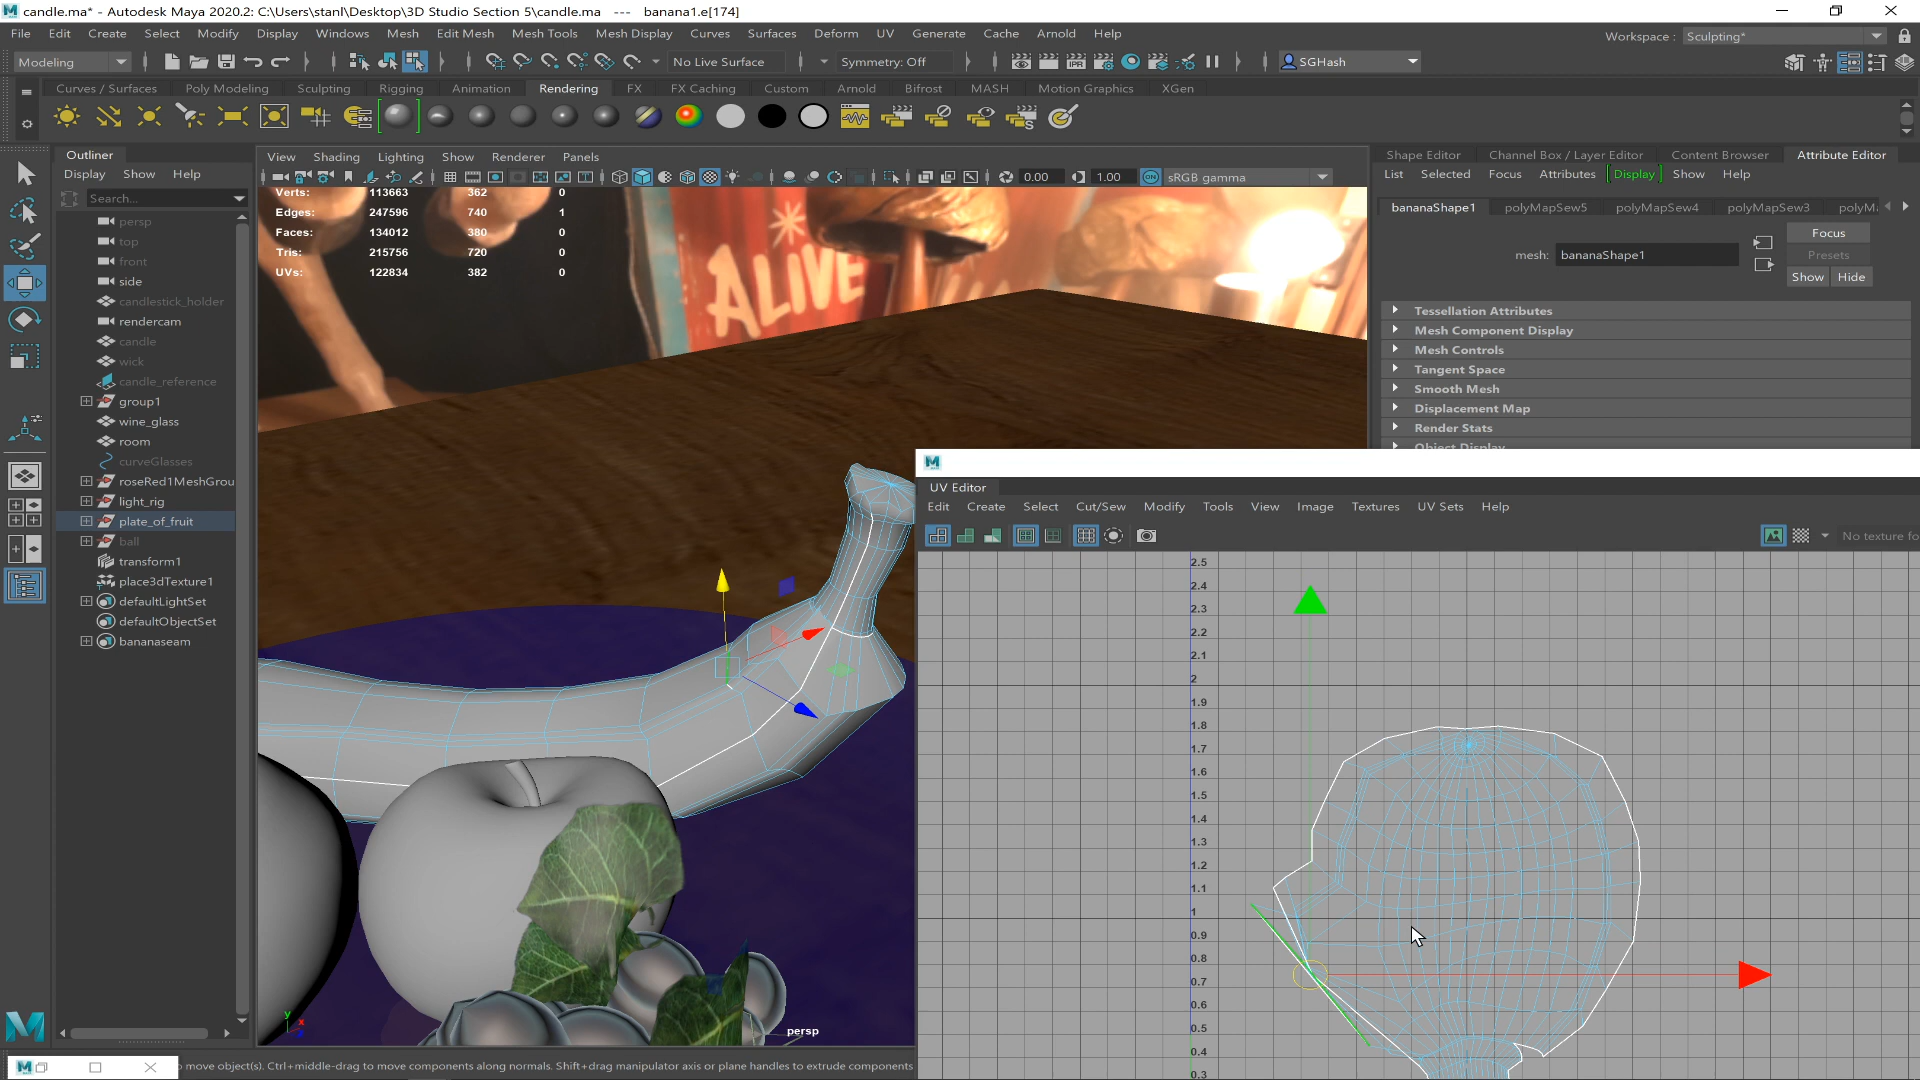 candle.ma* - Autodesk Maya 2020.2: C:\Users\stanl\Desktop\3D Studio Section 5\candle.ma --- banana1.e[174]
File Edit Create Select Modify Display Windows Mesh Edit Mesh Mesh Tools Mesh Display Curves Surfaces Deform UV Generate Cache Arnold Help
Workspace : Sculpting*
Modeling No Live Surface Symmetry: Off SGHash
Curves / Surfaces Poly Modeling Sculpting Rigging Animation Rendering FX FX Caching Custom Arnold Bifrost MASH Motion Graphics XGen
Outliner
Display Show Help
Search...
persp
top
front
side
candlestick_holder
rendercam
candle
wick
candle_reference
group1
wine_glass
room
curveGlasses
roseRed1MeshGrou
light_rig
plate_of_fruit
ball
transform1
place3dTexture1
defaultLightSet
defaultObjectSet
bananaseam
View Shading Lighting Show Renderer Panels
0.00 1.00 sRGB gamma
Verts: 113663 362 0
Edges: 247596 740 1
Faces: 134012 380 0
Tris: 215756 720 0
UVs: 122834 382 0
ALIVE
persp
Shape Editor Channel Box / Layer Editor Content Browser Attribute Editor
List Selected Focus Attributes Display Show Help
bananaShape1 polyMapSew5 polyMapSew4 polyMapSew3 polyM
Focus
mesh: bananaShape1
Presets
Show Hide
Tessellation Attributes
Mesh Component Display
Mesh Controls
Tangent Space
Smooth Mesh
Displacement Map
Render Stats
Object Display
UV Editor
Edit Create Select Cut/Sew Modify Tools View Image Textures UV Sets Help
No texture fo
2.5
2.4
2.3
2.2
2.1
2
1.9
1.8
1.7
1.6
1.5
1.4
1.3
1.2
1.1
1
0.9
0.8
0.7
0.6
0.5
0.4
0.3
move object(s). Ctrl+middle-drag to move components along normals. Shift+drag manipulator axis or plane handles to extrude components